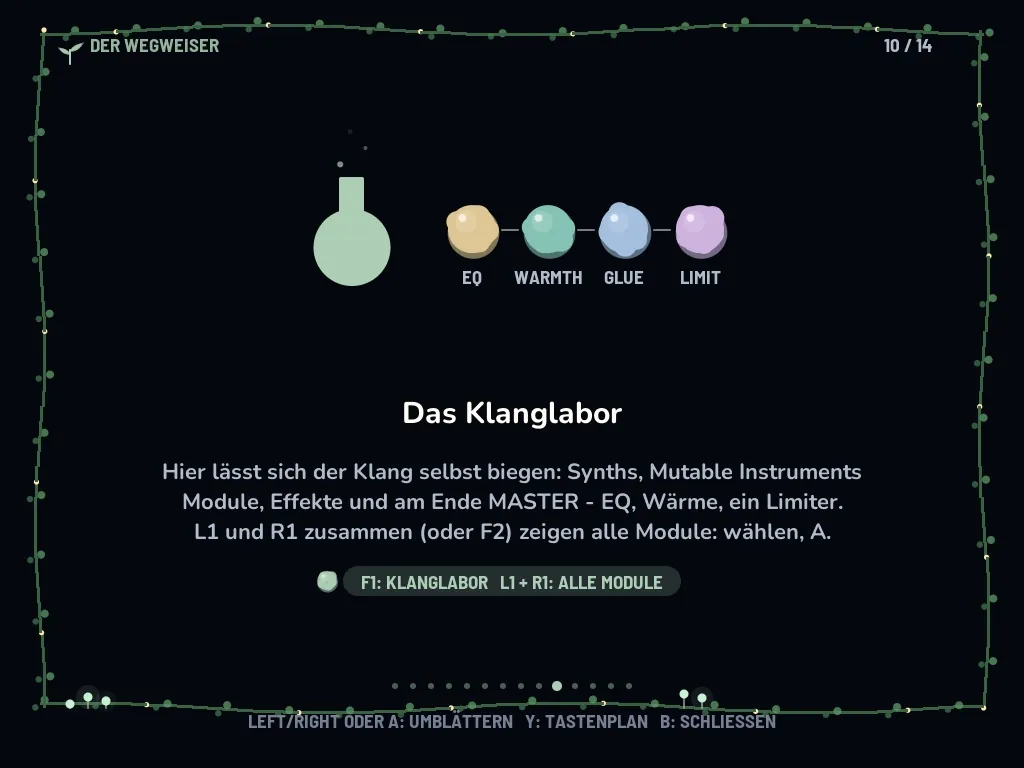 DER WEGWEISER
10 / 14
EQ WARMTH GLUE LIMIT
Das Klanglabor
Hier lässt sich der Klang selbst biegen: Synths, Mutable Instruments
Module, Effekte und am Ende MASTER - EQ, Wärme, ein Limiter.
L1 und R1 zusammen (oder F2) zeigen alle Module: wählen, A.
F1: KLANGLABOR L1 + R1: ALLE MODULE
LEFT/RIGHT ODER A: UMBLÄTTERN Y: TASTENPLAN B: SCHLIESSEN